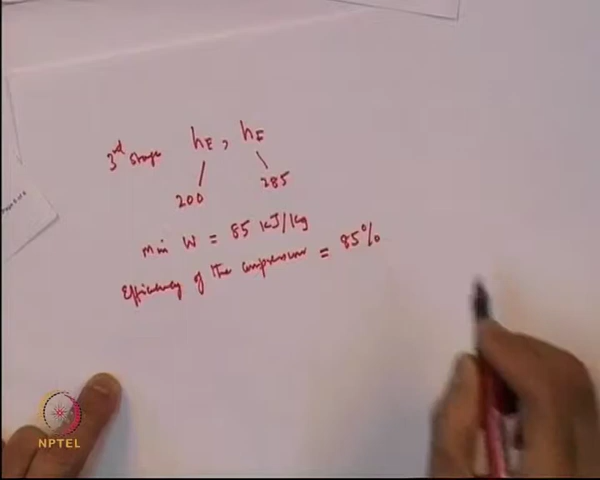 3rd stage hE, hF
200 285
Min W = 85 kJ/kg
Efficiency of the compressor = 85%
NPTEL